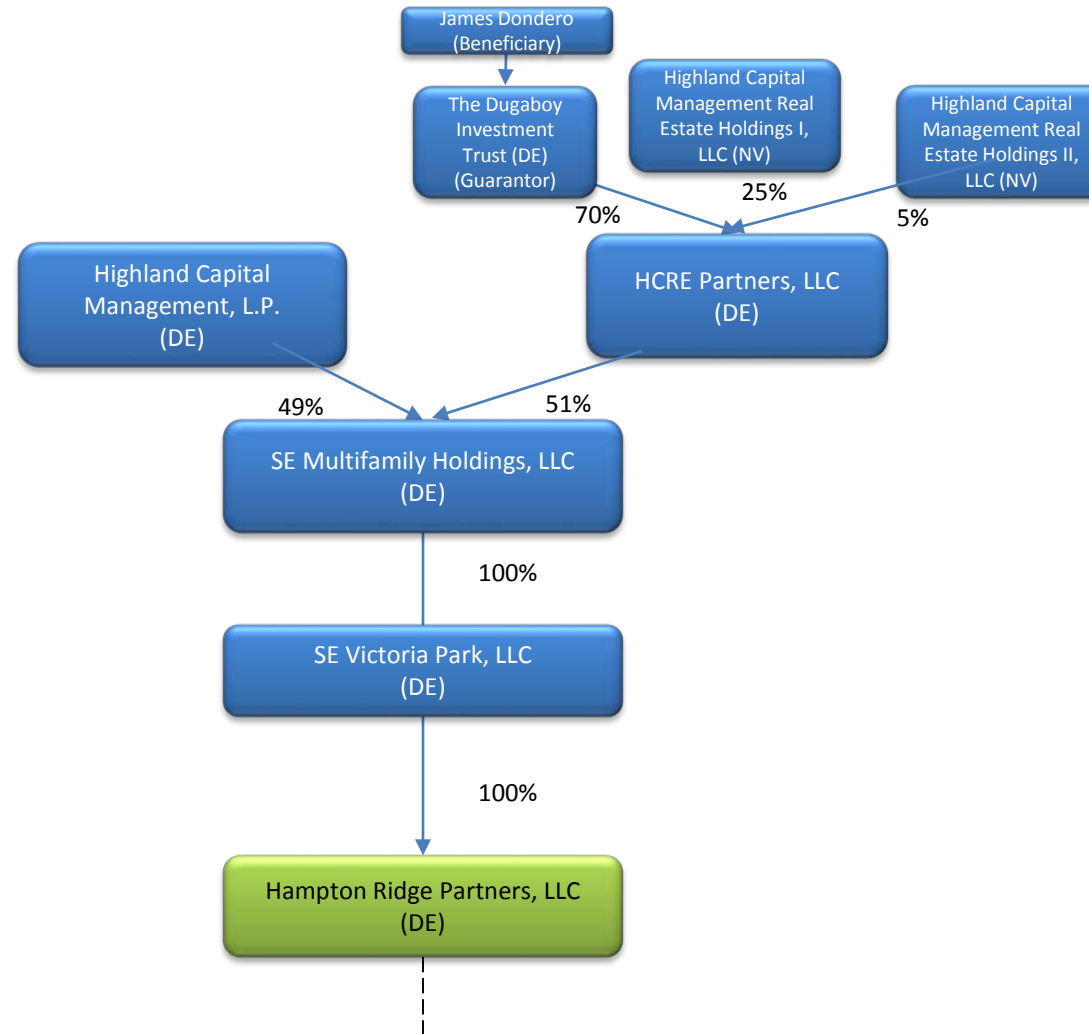 James Dondero
(Beneficiary)
The Dugaboy
Investment
Trust (DE)
(Guarantor)
Highland Capital
Management Real
Estate Holdings I,
LLC (NV)
Highland Capital
Management Real
Estate Holdings II,
LLC (NV)
70%
25%
5%
Highland Capital
Management, L.P.
(DE)
HCRE Partners, LLC
(DE)
49%
51%
SE Multifamily Holdings, LLC
(DE)
100%
SE Victoria Park, LLC
(DE)
100%
Hampton Ridge Partners, LLC
(DE)